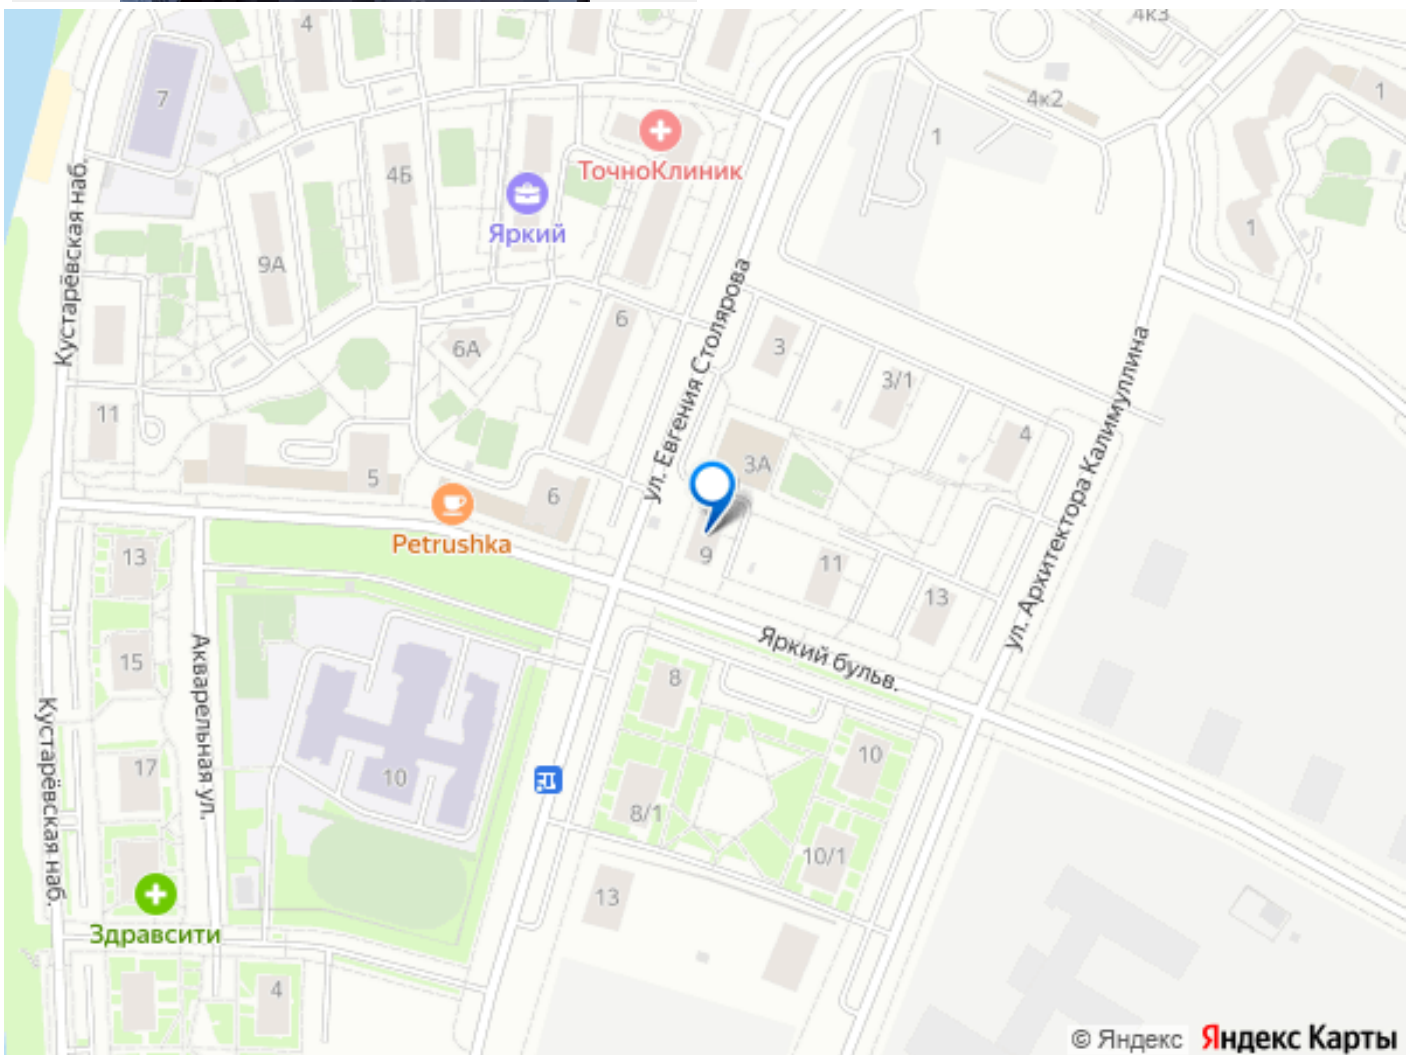 4
4к3
7
4к2
1
1
1
ТочноКлиник
4Б
Яркий
9А
Кустарёвская наб.
ул. Евгения Столярова
6
6А
3
3/1
4
11
5
6
3А
ул. Архитектора Калимуллина
Petrushka
9
11
13
13
15
Яркий бульв.
8
Акварельная ул.
Кустарёвская наб.
17
10
10
8/1
10/1
13
Здравсити
4
© Яндекс Яндекс Карты